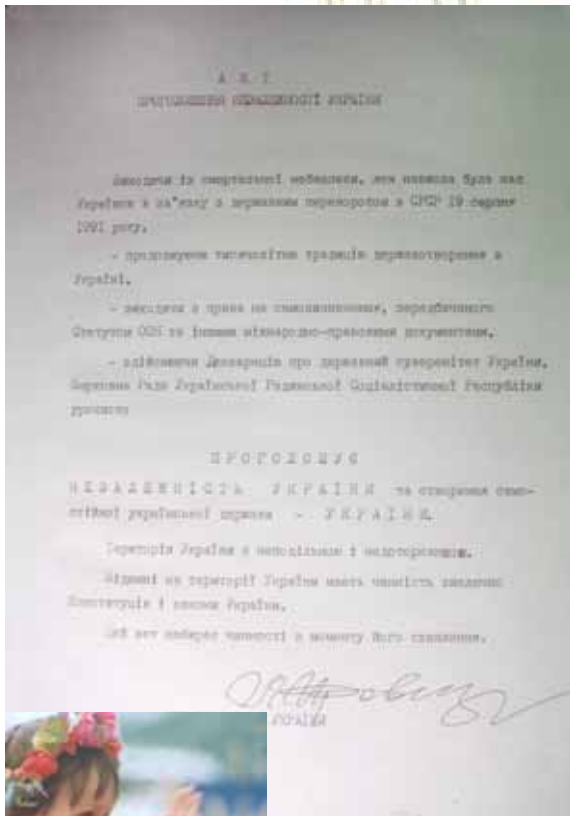 А К Т
ПРОГОЛОШЕННЯ НЕЗАЛЕЖНОСТІ УКРАЇНИ
Виходячи із смертельної небезпеки, яка нависла була над
Україною в зв"язку з державним переворотом в СРСР 19 серпня
1991 року,
- продовжуючи тисячолітню традицію державотворення в
Україні,
- виходячи з права на самовизначення, передбаченого
Статутом ООН та іншими міжнародно-правовими документами,
- здійснюючи Декларацію про державний суверенітет України,
Верховна Рада Української Радянської Соціалістичної Республіки
урочисто
П Р О Г О Л О Ш У Є
Н Е З А Л Е Ж Н І С Т Ь У К Р А Ї Н И та створення само-
стійної української держави - У К Р А Ї Н И.
Територія України є неподільною і недоторканною.
Віднині на території України мають чинність виключно
Конституція і закони України.
Цей акт набирає чинності з моменту його схвалення.
УКРАЇНИ